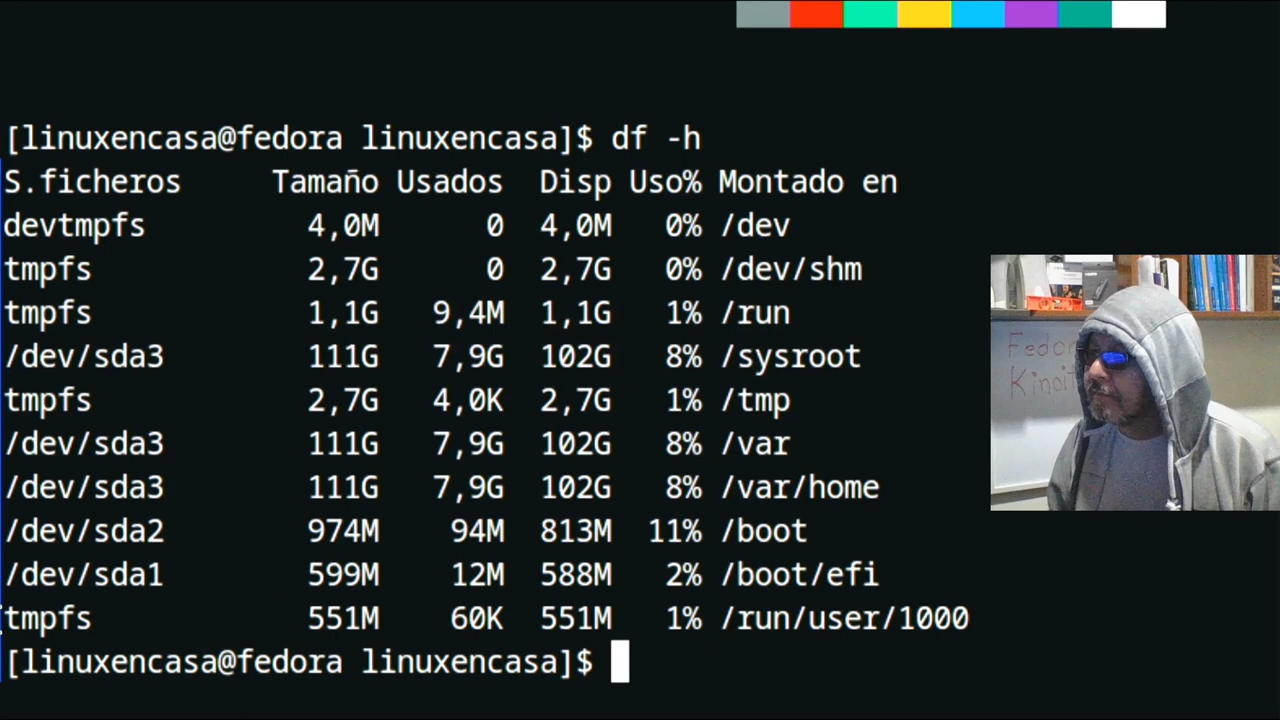 [linuxencasa@fedora linuxencasa]$ df -h
S.ficheros Tamaño Usados Disp Uso% Montado en
devtmpfs 4,0M 0 4,0M 0% /dev
tmpfs 2,7G 0 2,7G 0% /dev/shm
tmpfs 1,1G 9,4M 1,1G 1% /run
/dev/sda3 111G 7,9G 102G 8% /sysroot
tmpfs 2,7G 4,0K 2,7G 1% /tmp
/dev/sda3 111G 7,9G 102G 8% /var
/dev/sda3 111G 7,9G 102G 8% /var/home
/dev/sda2 974M 94M 813M 11% /boot
/dev/sda1 599M 12M 588M 2% /boot/efi
tmpfs 551M 60K 551M 1% /run/user/1000
[linuxencasa@fedora linuxencasa]$